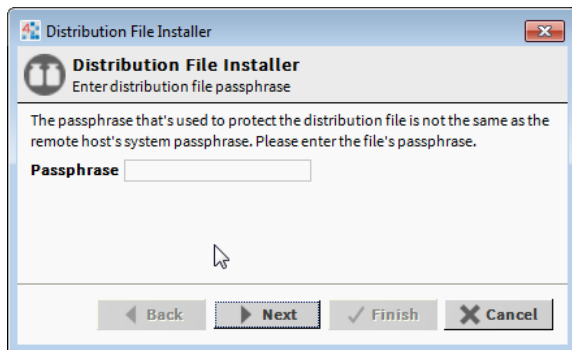 Distribution File Installer
Distribution File Installer
Enter distribution file passphrase
The passphrase that's used to protect the distribution file is not the same as the
remote host's system passphrase. Please enter the file's passphrase.
Passphrase
Back Next Finish Cancel